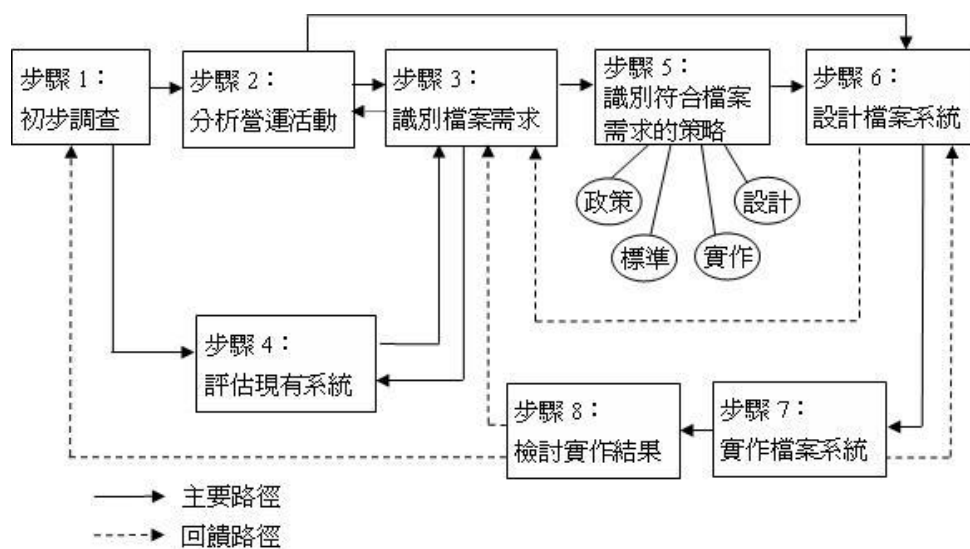 步驟 1：
初步調查
步驟 2：
分析營運活動
步驟 3：
識別檔案需求
步驟 5：
識別符合檔案
需求的策略
步驟 6：
設計檔案系統
政策
設計
標準
實作
步驟 4：
評估現有系統
步驟 8：
檢討實作結果
步驟 7：
實作檔案系統
主要路徑
回饋路徑